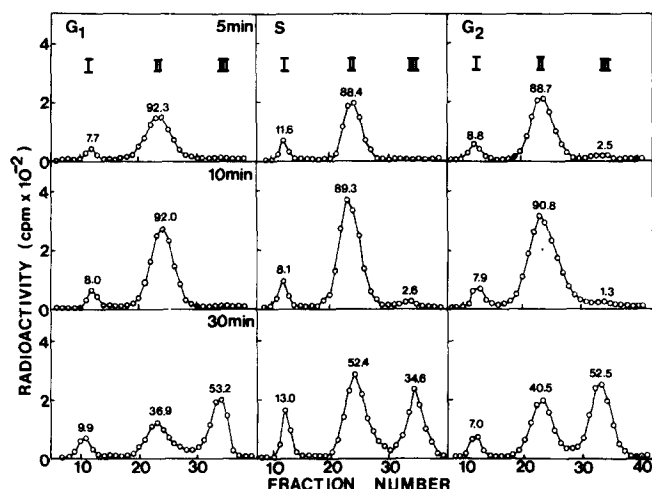 G1 5min S G2
I II III I II III I II III
4
2
0
7.7 92.3 11.6 88.4 8.8 88.7 2.5
10min
4
2
0
8.0 92.0 8.1 89.3 2.6 7.9 90.8 1.3
30min
4
2
0
9.9 36.9 53.2 13.0 52.4 34.6 7.0 40.5 52.5
10 20 30 10 20 30 10 20 30 40
RADIOACTIVITY (cpm x 10-2)
FRACTION NUMBER